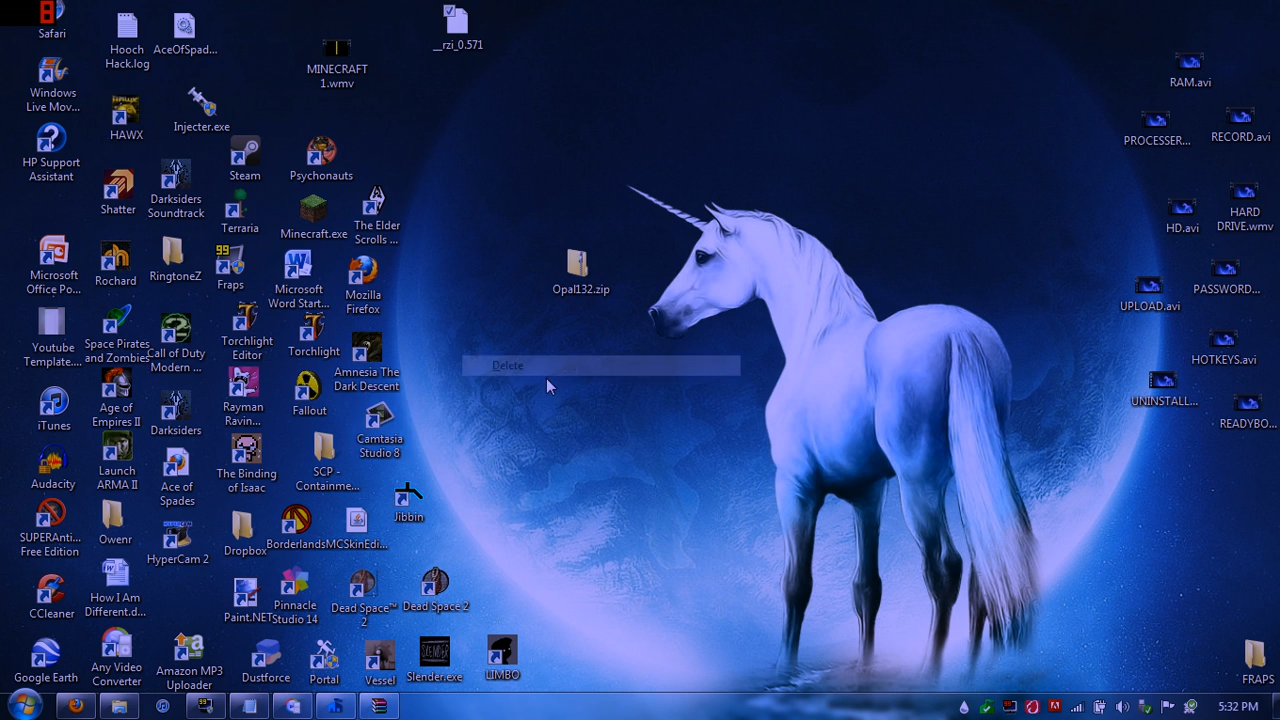 8
Safari
Hooch
Hack.log
AceOfSpad...
MINECRAFT
1.wmv
__rzi_0.571
RAM.avi
Windows
Live Mov...
HAWX
Injecter.exe
PROCESSER...
RECORD.avi
HP Support
Assistant
Shatter
Darksiders
Soundtrack
Steam
Psychonauts
Terraria
Minecraft.exe
The Elder
Scrolls ...
HD.avi
HARD
DRIVE.wmv
Microsoft
Office Po...
Rochard
RingtoneZ
99
Fraps
Microsoft
Word Start...
Mozilla
Firefox
Opal132.zip
UPLOAD.avi
PASSWORD...
Youtube
Template....
Space Pirates
and Zombies
Call of Duty
Modern ...
Torchlight
Editor
Torchlight
Amnesia The
Dark Descent
Delete
HOTKEYS.avi
iTunes
Age of
Empires II
Darksiders
Rayman
Ravin...
Fallout
Camtasia
Studio 8
UNINSTALL...
READYBO...
Audacity
Launch
ARMA II
Ace of
Spades
The Binding
of Isaac
SCP -
Containme...
Jibbin
SUPERAnti...
Free Edition
Owenr
HyperCam 2
Dropbox
Borderlands
MCSkinEdi...
CCleaner
How I Am
Different.d...
Paint.NET
Pinnacle
Studio 14
Dead Space™
2
Dead Space 2
Google Earth
Any Video
Converter
Amazon MP3
Uploader
Dustforce
Portal
Vessel
SLENDER
Slender.exe
LIMBO
FRAPS
99
5:32 PM